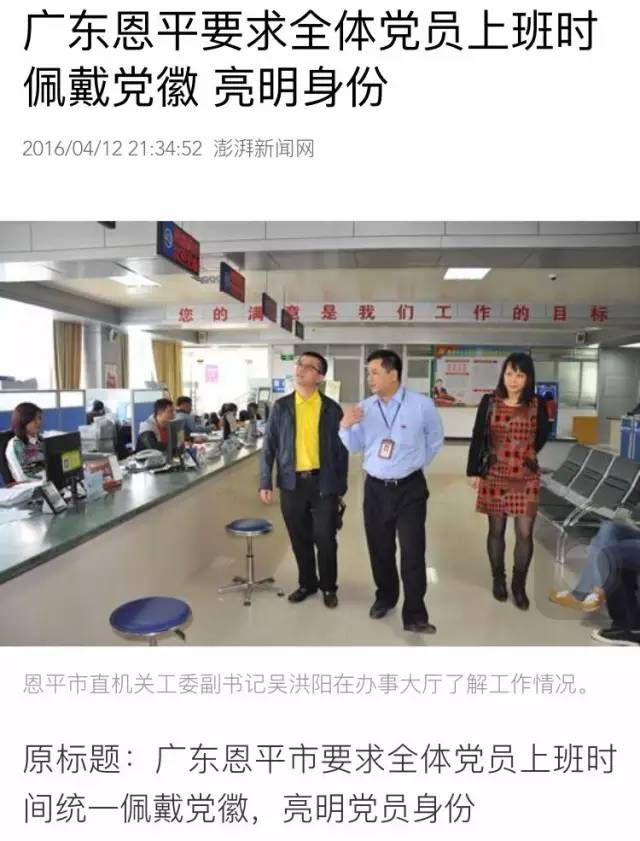 广东恩平要求全体党员上班时
佩戴党徽 亮明身份
2016/04/12 21:34:52 澎湃新闻网
您的满意是我们工作的目标
恩平市直机关工委副书记吴洪阳在办事大厅了解工作情况。
原标题：广东恩平市要求全体党员上班时
间统一佩戴党徽，亮明党员身份